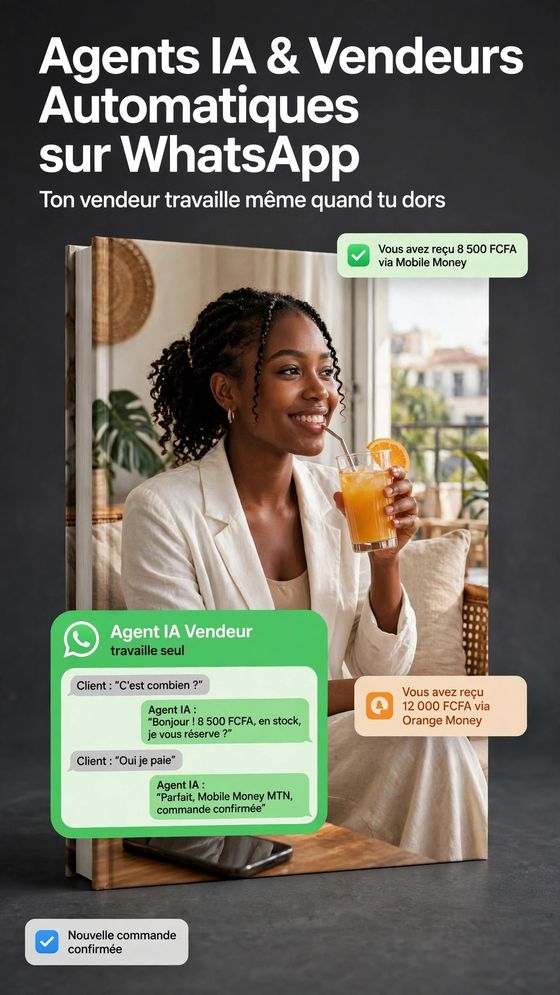 Agents IA & Vendeurs
Automatiques
sur WhatsApp
Ton vendeur travaille même quand tu dors
Vous avez reçu 8 500 FCFA
via Mobile Money
Agent IA Vendeur
travaille seul
Client : "C'est combien ?"
Agent IA :
"Bonjour ! 8 500 FCFA, en stock,
je vous réserve ?"
Client : "Oui je paie"
Agent IA :
"Parfait, Mobile Money MTN,
commande confirmée"
Vous avez reçu
12 000 FCFA via
Orange Money
Nouvelle commande
confirmée